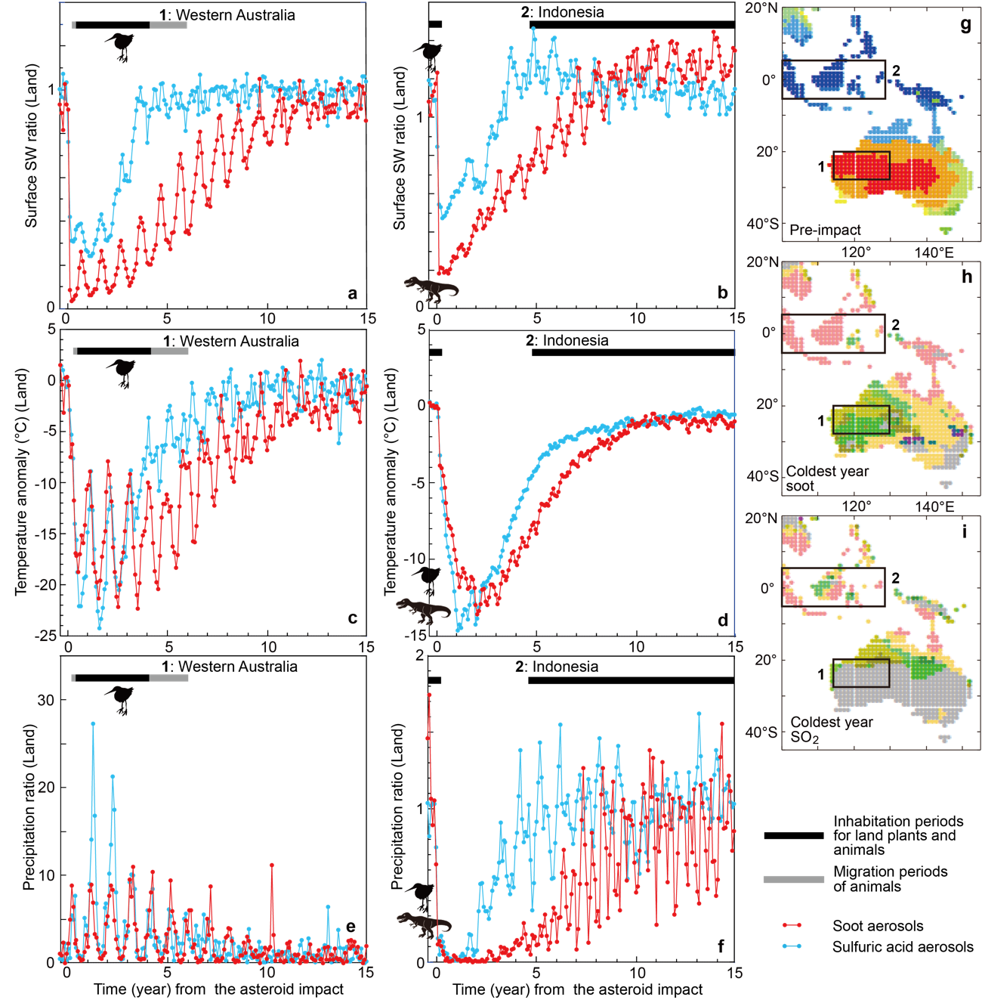 1: Western Australia
Surface SW ratio (Land)
1
0
a
0
5
10
15
2: Indonesia
Surface SW ratio (Land)
1
0
b
0
5
10
15
20°N
0°
20°
40°S
g
2
1
Pre-impact
120°
140°E
1: Western Australia
Temperature anomaly (°C) (Land)
5
0
-5
-10
-15
-20
-25
c
0
5
10
15
2: Indonesia
Temperature anomaly (°C) (Land)
5
0
-5
-10
-15
d
0
5
10
15
20°N
0°
20°
40°S
h
2
1
Coldest year
soot
120°
140°E
1: Western Australia
Precipitation ratio (Land)
30
20
10
0
e
0
5
10
15
Time (year) from the asteroid impact
2: Indonesia
Precipitation ratio (Land)
2
1
0
f
0
5
10
15
Time (year) from the asteroid impact
20°N
0°
20°
40°S
i
2
1
Coldest year
SO2
Inhabitation periods
for land plants and
animals
Migration periods
of animals
Soot aerosols
Sulfuric acid aerosols